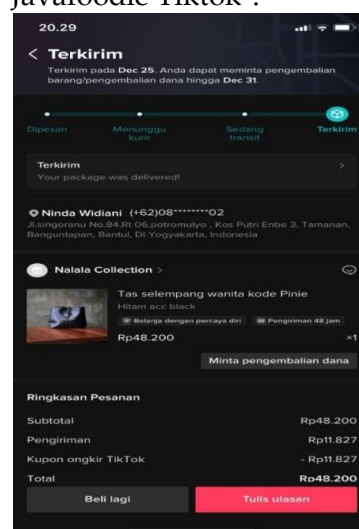 javafoodie Tiktok .
20.29
Terkirim
Terkirim pada Dec 25. Anda dapat meminta pengembalian
barang/pengembalian dana hingga Dec 31.
Dipesan Menunggu kurir Sedang transit Terkirim
Terkirim
Your package was delivered!
Ninda Widiani (+62)08********02
Jl.singoranu No.84,Rt 06,potromulyo , Kos Putri Enbe 3, Tamanan,
Banguntapan, Bantul, DI Yogyakarta, Indonesia
Nalala Collection >
Tas selempang wanita kode Pinie
Hitam acc black
Belanja dengan percaya diri Pengiriman 48 jam
Rp48.200 ×1
Minta pengembalian dana
Ringkasan Pesanan
Subtotal Rp48.200
Pengiriman Rp11.827
Kupon ongkir TikTok - Rp11.827
Total Rp48.200
Beli lagi Tulis ulasan